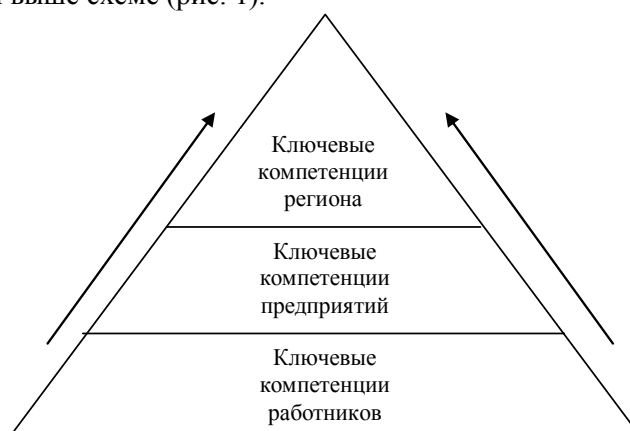 выше схеме (рис. 1).
Ключевые
компетенции
региона
Ключевые
компетенции
предприятий
Ключевые
компетенции
работников